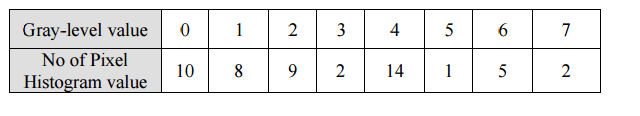 Gray-level value 0 1 2 3 4 5 6 7
No of Pixel
Histogram value 10 8 9 2 14 1 5 2